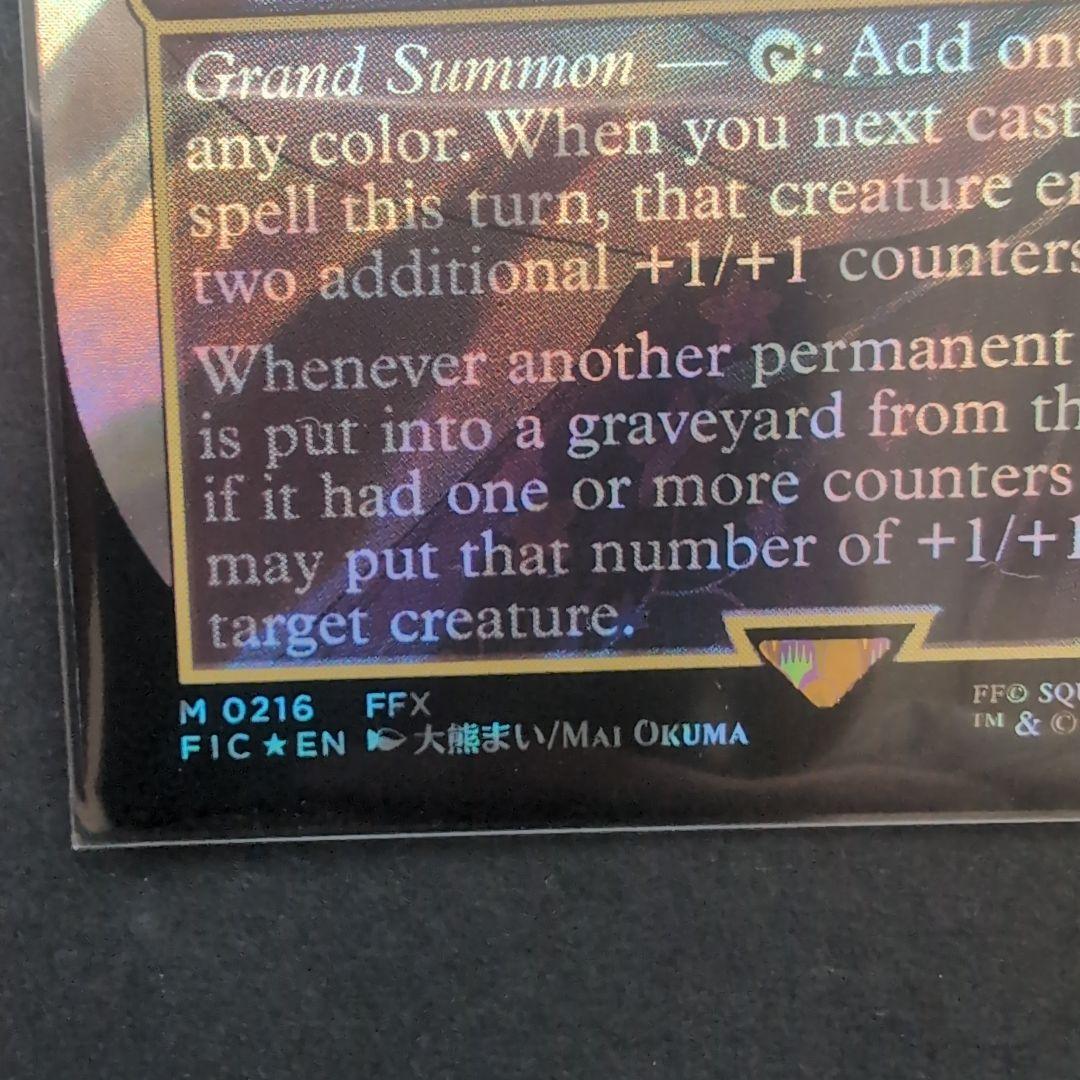 Grand Summon — : Add on
any color. When you next cast
spell this turn, that creature e
two additional +1/+1 counters
Whenever another permanent
is put into a graveyard from th
if it had one or more counters
may put that number of +1/+1
target creature.
M 0216 FFX
FIC★EN 大熊まい/MAI OKUMA
FF© SQU
™ & ©